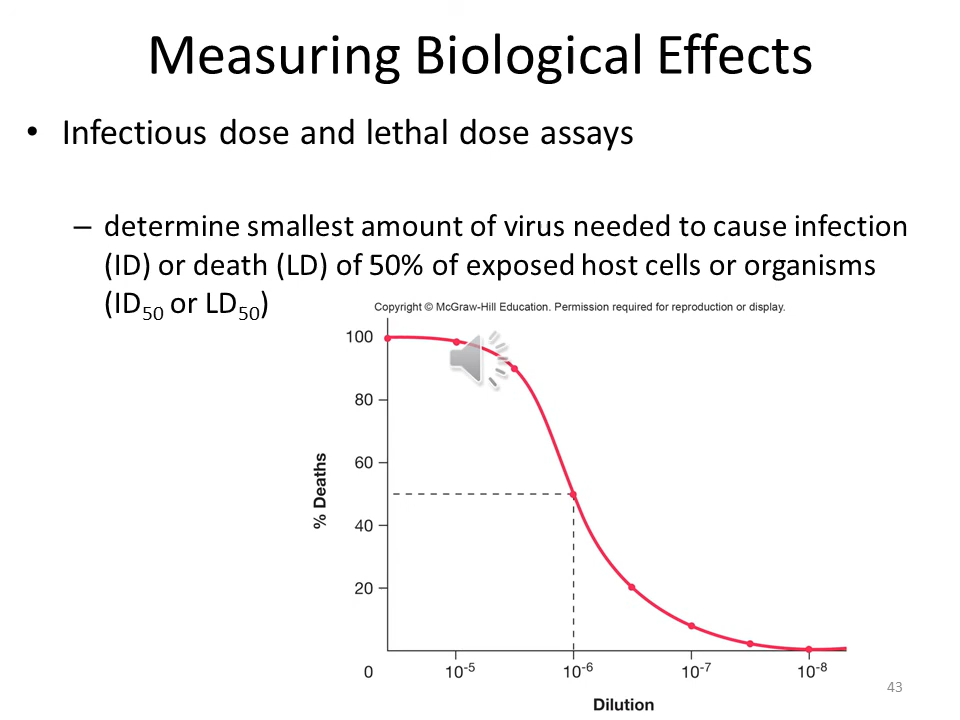 Measuring Biological Effects
• Infectious dose and lethal dose assays
– determine smallest amount of virus needed to cause infection
(ID) or death (LD) of 50% of exposed host cells or organisms
(ID50 or LD50)
Copyright © McGraw-Hill Education. Permission required for reproduction or display.
100
80
60
40
20
% Deaths
0 10-5 10-6 10-7 10-8
Dilution
43